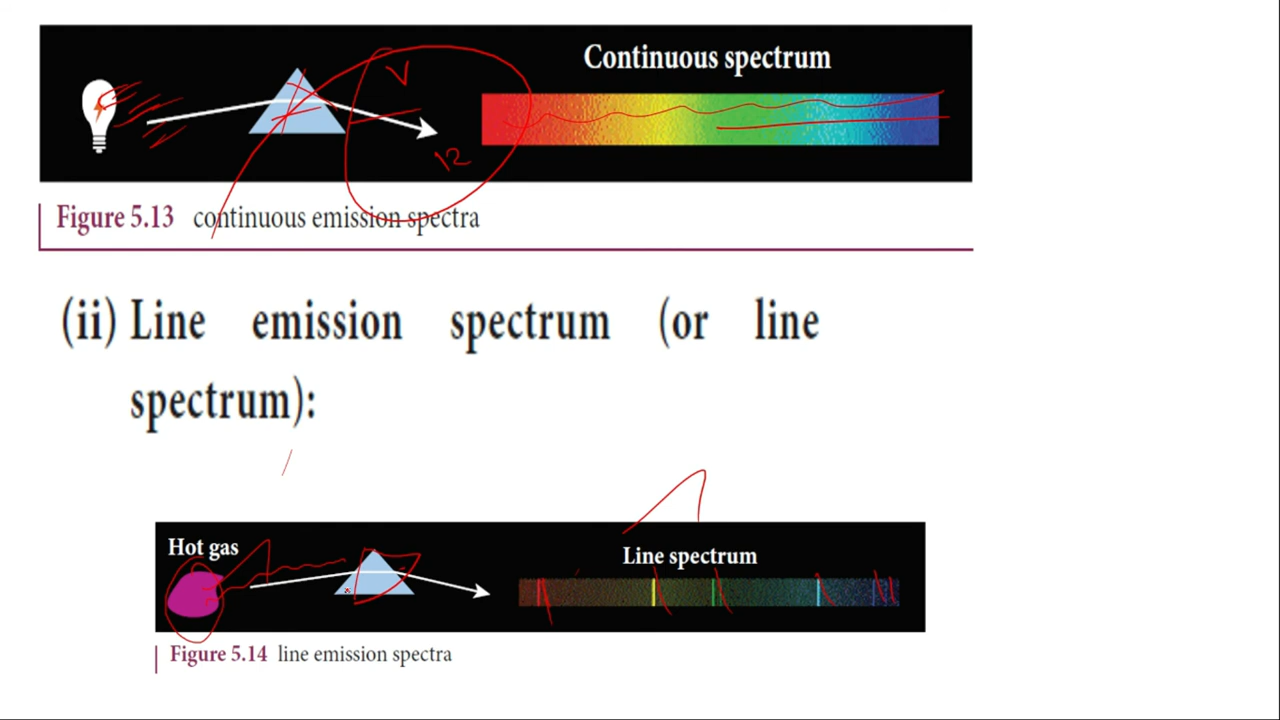 Continuous spectrum
V
12
Figure 5.13 continuous emission spectra
(ii) Line emission spectrum (or line
spectrum):
Hot gas
Line spectrum
Figure 5.14 line emission spectra